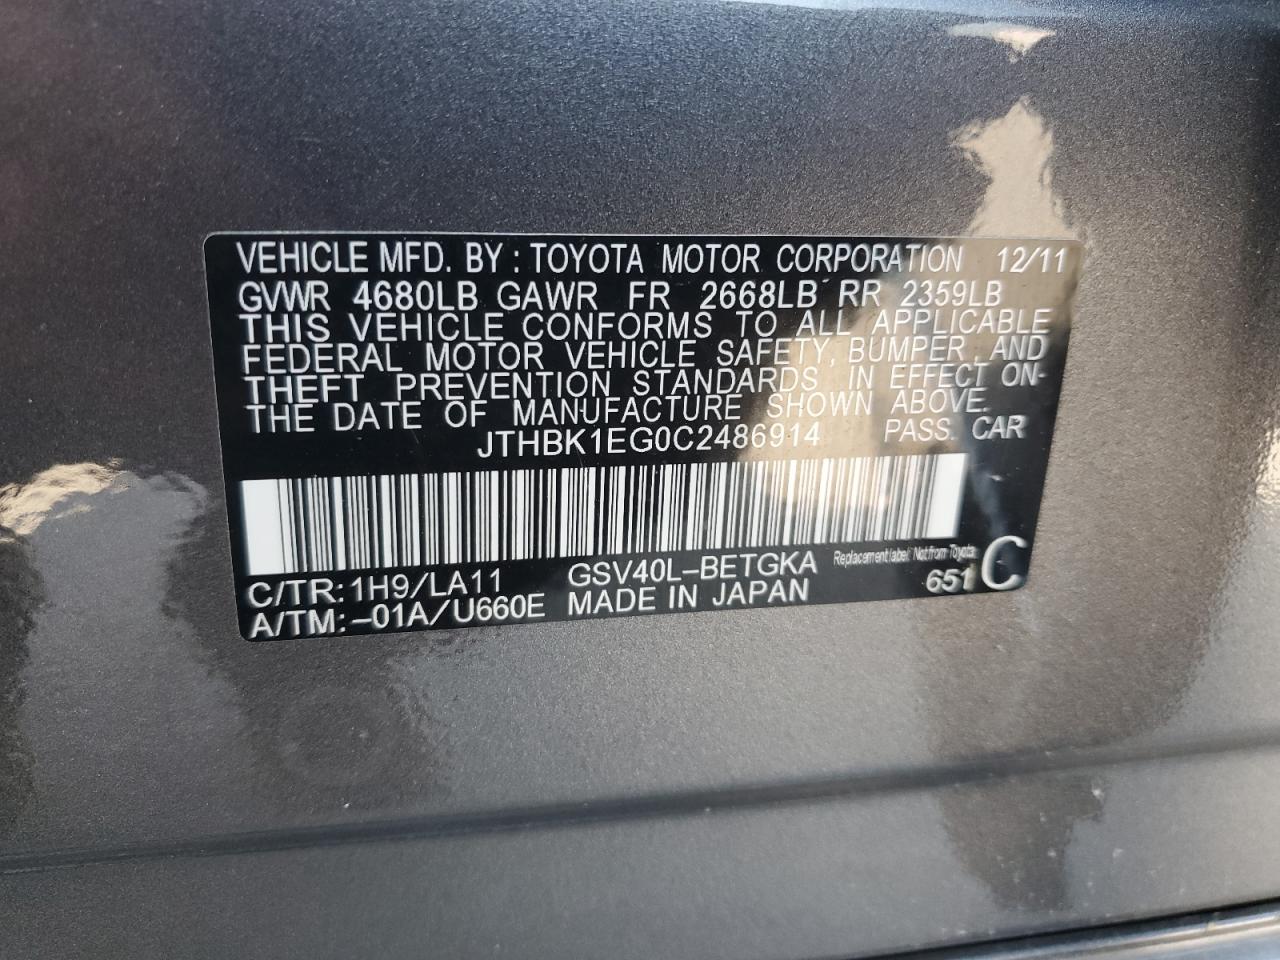 VEHICLE MFD. BY : TOYOTA MOTOR CORPORATION 12/11
GVWR 4680LB GAWR FR 2668LB RR 2359LB
THIS VEHICLE CONFORMS TO ALL APPLICABLE
FEDERAL MOTOR VEHICLE SAFETY, BUMPER, AND
THEFT PREVENTION STANDARDS IN EFFECT ON-
THE DATE OF MANUFACTURE SHOWN ABOVE.
JTHBK1EG0C2486914 PASS. CAR
C/TR: 1H9/LA11 GSV40L-BETGKA Replacement label: Not from Toyota
A/TM: -01A/U660E MADE IN JAPAN 651 C